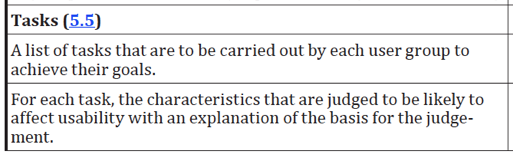 Tasks (5.5)
A list of tasks that are to be carried out by each user group to
achieve their goals.
For each task, the characteristics that are judged to be likely to
affect usability with an explanation of the basis for the judge-
ment.